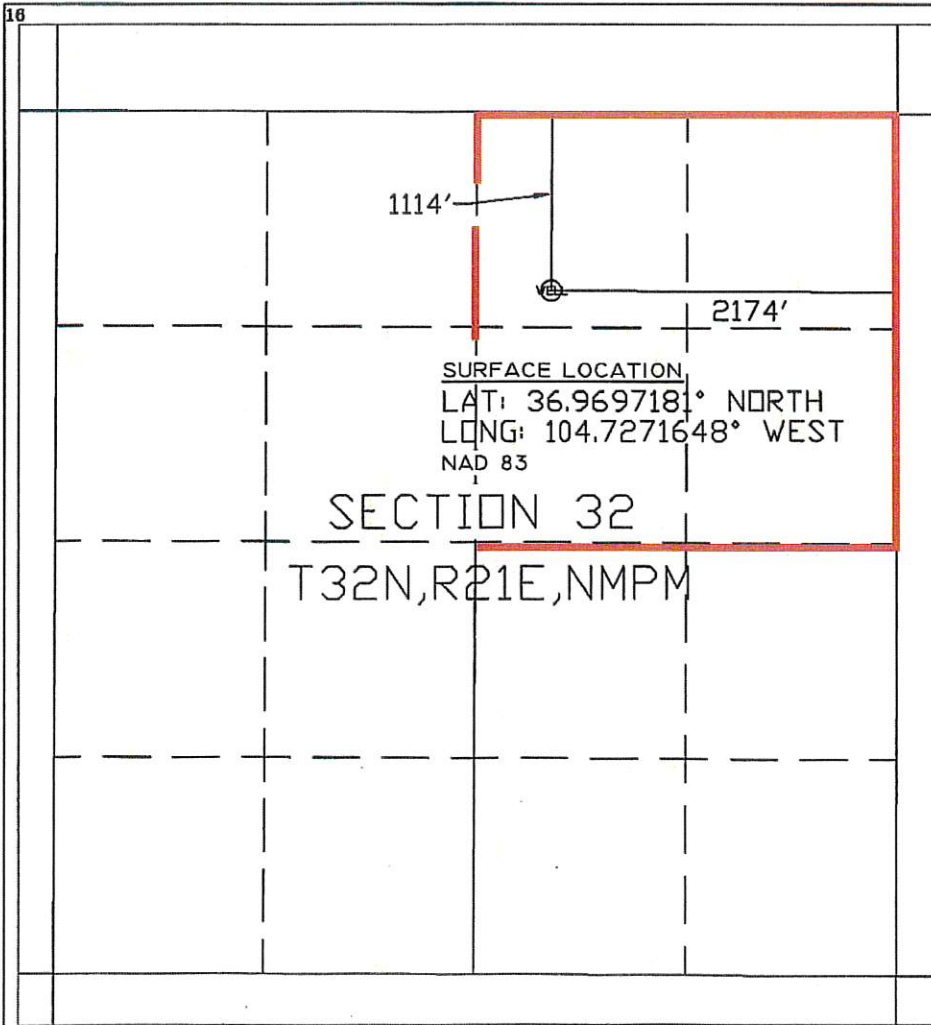 16
1114'
2174'
SURFACE LOCATION
LAT: 36.9697181° NORTH
LONG: 104.7271648° WEST
NAD 83
SECTION 32
T32N,R21E,NMPM